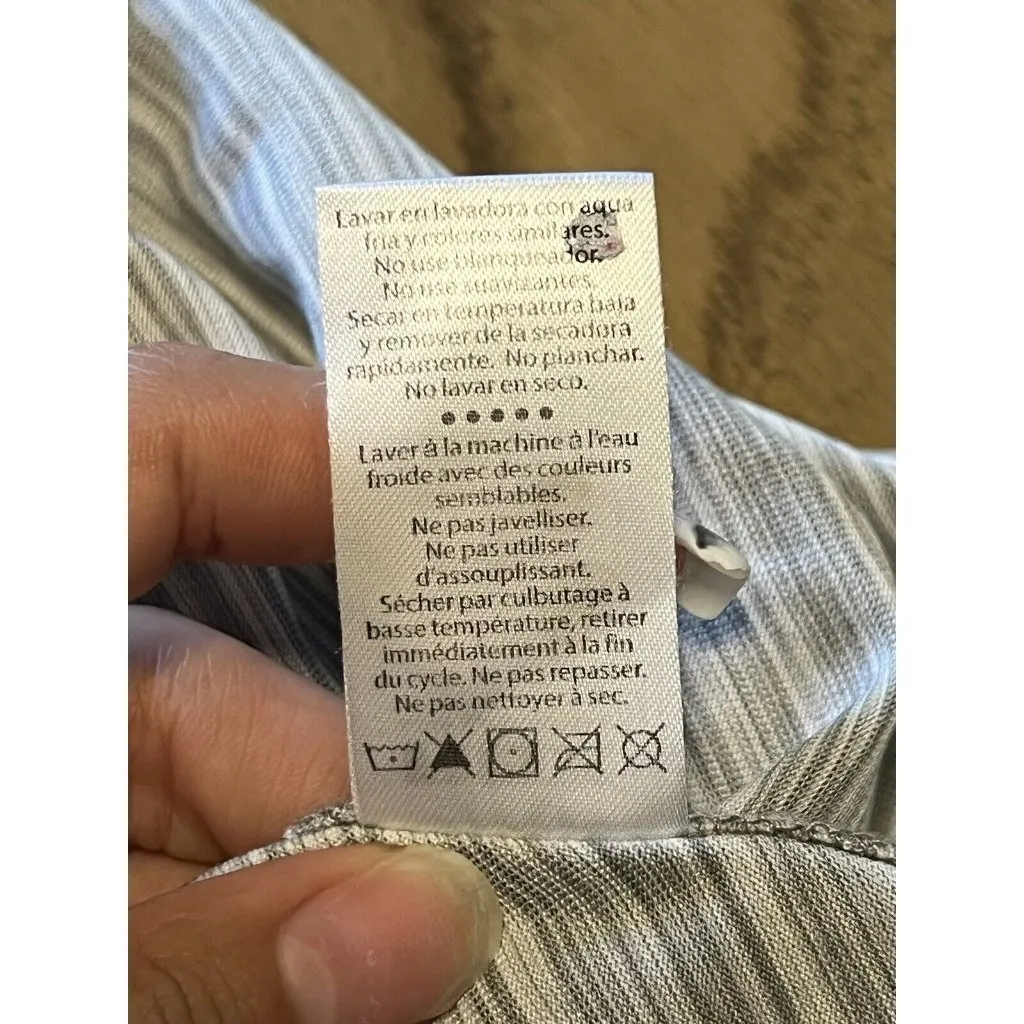 Lavar en lavadora con aqua
fria y colores similares.
No use blanqueador.
No use suavizantes.
Secar en temperatura baja
y remover de la secadora
rapidamente. No planchar.
No lavar en seco.
•••••
Laver à la machine à l'eau
froide avec des couleurs
semblables.
Ne pas javelliser.
Ne pas utiliser
d'assouplissant.
Sécher par culbutage à
basse température, retirer
immédiatement à la fin
du cycle. Ne pas repasser.
Ne pas nettoyer à sec.